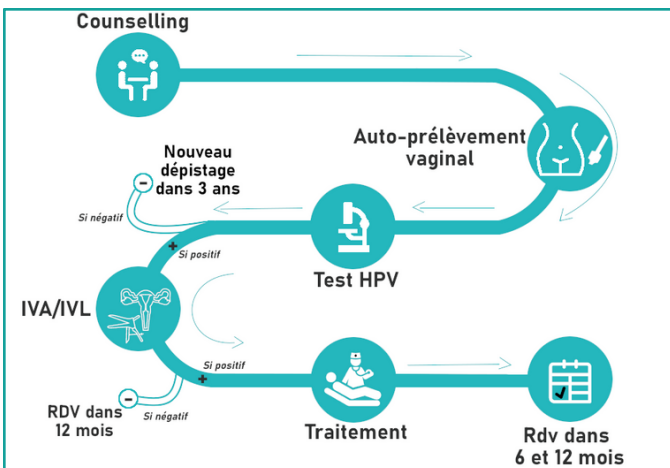 Counselling
Auto-prélèvement
vaginal
Nouveau
dépistage
dans 3 ans
-
Si négatif
+
Si positif
Test HPV
IVA/IVL
Si positif
+
-
RDV dans
12 mois
Si négatif
Traitement
Rdv dans
6 et 12 mois